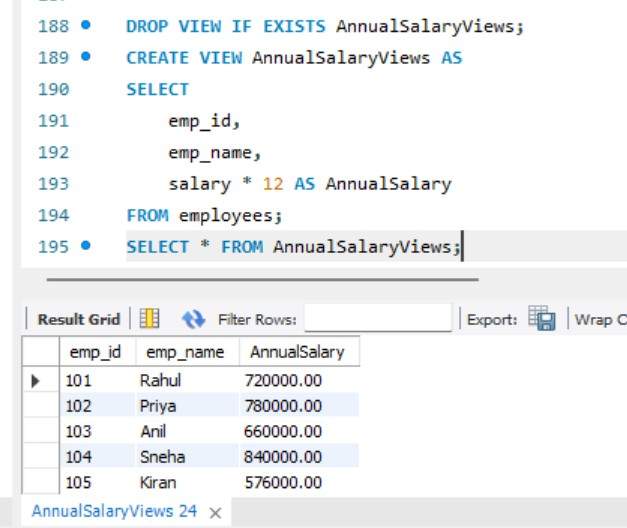 188 DROP VIEW IF EXISTS AnnualSalaryViews;
189 CREATE VIEW AnnualSalaryViews AS
190 SELECT
191 emp_id,
192 emp_name,
193 salary * 12 AS AnnualSalary
194 FROM employees;
195 SELECT * FROM AnnualSalaryViews;
Result Grid Filter Rows: Export: Wrap C
emp_id emp_name AnnualSalary
101 Rahul 720000.00
102 Priya 780000.00
103 Anil 660000.00
104 Sneha 840000.00
105 Kiran 576000.00
AnnualSalaryViews 24